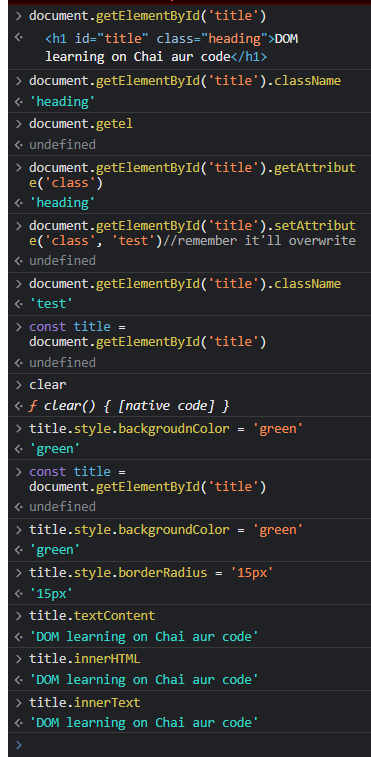 > document.getElementById('title')
<· <h1 id="title" class="heading">DOM
learning on Chai aur code</h1>
> document.getElementById('title').className
<· 'heading'
> document.getel
<· undefined
> document.getElementById('title').getAttribut
e('class')
<· 'heading'
> document.getElementById('title').setAttribut
e('class', 'test')//remember it'll overwrite
<· undefined
> document.getElementById('title').className
<· 'test'
> const title =
document.getElementById('title')
<· undefined
> clear
<· ƒ clear() { [native code] }
> title.style.backgroudnColor = 'green'
<· 'green'
> const title =
document.getElementById('title')
<· undefined
> title.style.backgroundColor = 'green'
<· 'green'
> title.style.borderRadius = '15px'
<· '15px'
> title.textContent
<· 'DOM learning on Chai aur code'
> title.innerHTML
<· 'DOM learning on Chai aur code'
> title.innerText
<· 'DOM learning on Chai aur code'
>